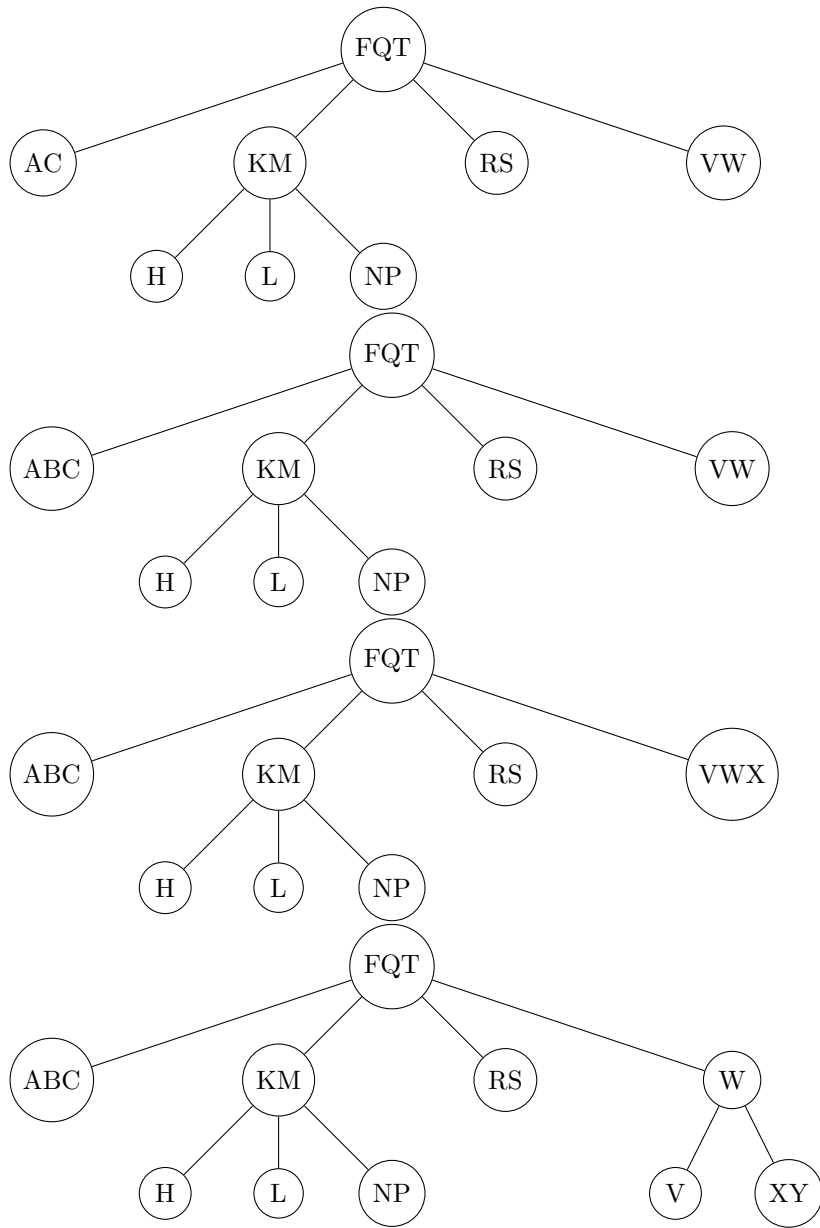 FQT
AC KM RS VW
H L NP
FQT
ABC KM RS VW
H L NP
FQT
ABC KM RS VWX
H L NP
FQT
ABC KM RS W
H L NP V XY